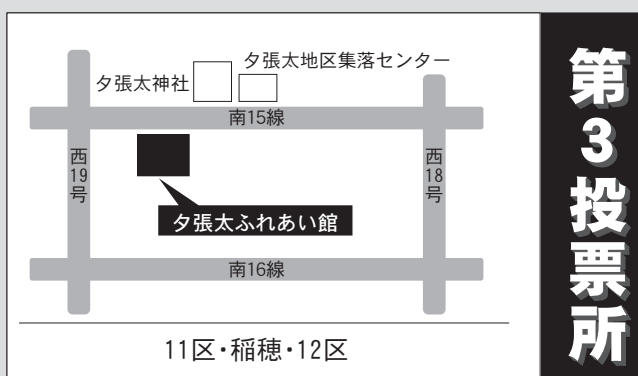 第3投票所
夕張太地区集落センター
夕張太神社
南15線
西19号
西18号
夕張太ふれあい館
南16線
11区・稲穂・12区